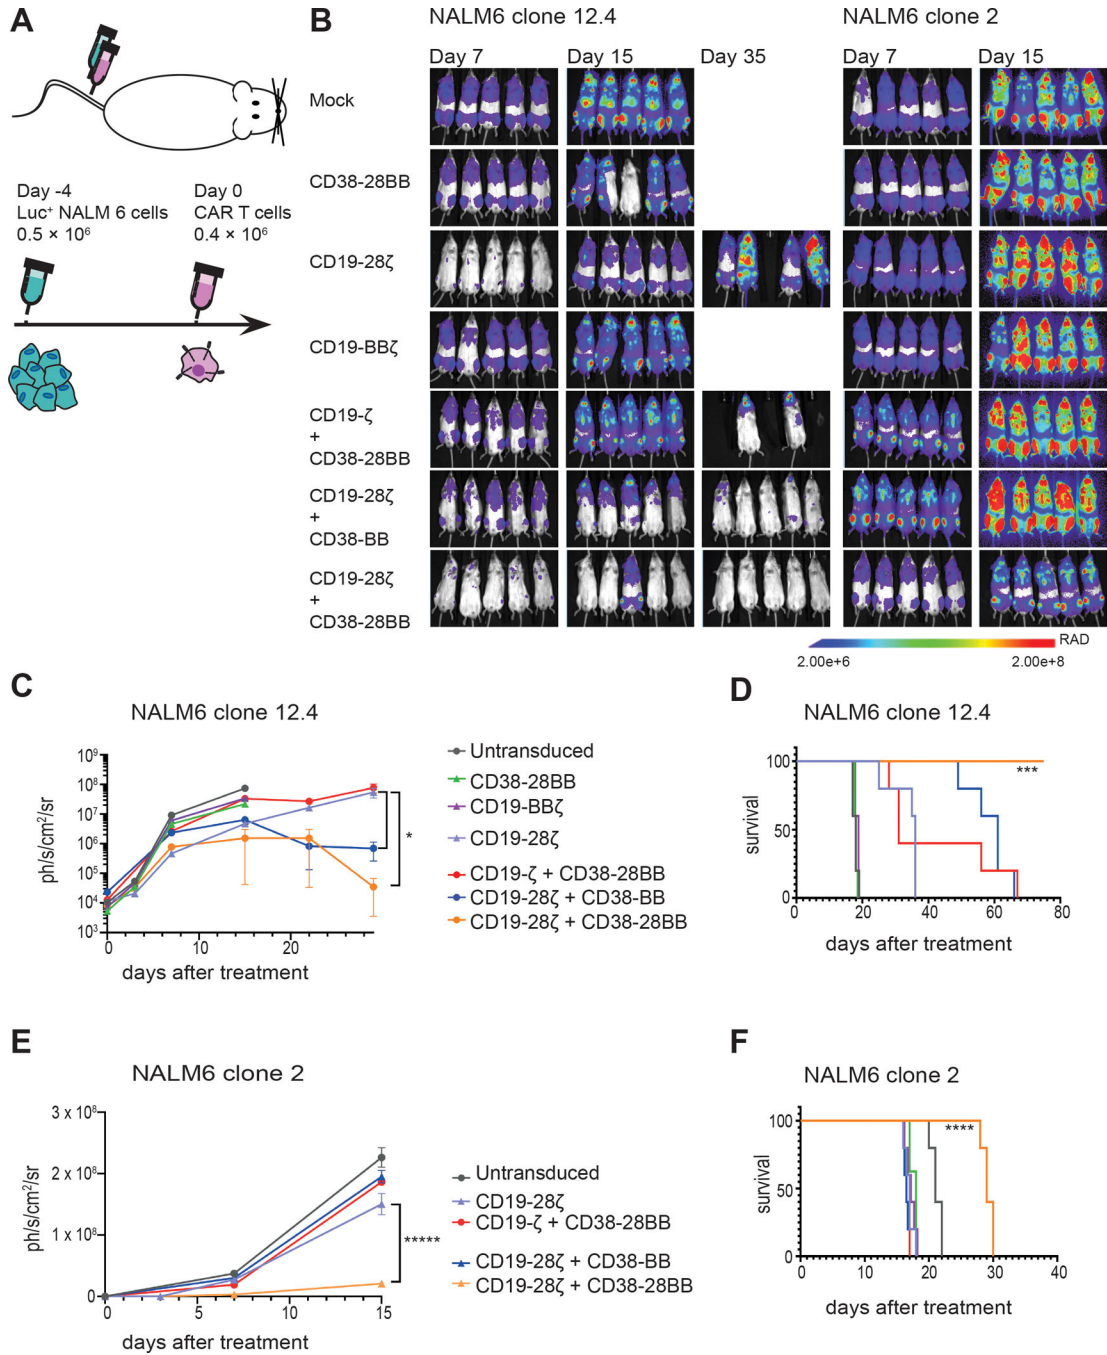 A
Day -4
Luc⁺ NALM 6 cells
0.5 × 10⁶
Day 0
CAR T cells
0.4 × 10⁶
B
NALM6 clone 12.4
NALM6 clone 2
Day 7
Day 15
Day 35
Day 7
Day 15
Mock
CD38-28BB
CD19-28ζ
CD19-BBζ
CD19-ζ
+
CD38-28BB
CD19-28ζ
+
CD38-BB
CD19-28ζ
+
CD38-28BB
RAD
2.00e+6
2.00e+8
C
NALM6 clone 12.4
ph/s/cm²/sr
10⁹
10⁸
10⁷
10⁶
10⁵
10⁴
10³
0
10
20
days after treatment
*
Untransduced
CD38-28BB
CD19-BBζ
CD19-28ζ
CD19-ζ + CD38-28BB
CD19-28ζ + CD38-BB
CD19-28ζ + CD38-28BB
D
NALM6 clone 12.4
survival
100
50
0
0
20
40
60
80
***
days after treatment
E
NALM6 clone 2
ph/s/cm²/sr
3 x 10⁸
2 x 10⁸
1 x 10⁸
0
0
5
10
15
days after treatment
*****
Untransduced
CD19-28ζ
CD19-ζ + CD38-28BB
CD19-28ζ + CD38-BB
CD19-28ζ + CD38-28BB
F
NALM6 clone 2
survival
100
50
0
0
10
20
30
40
****
days after treatment